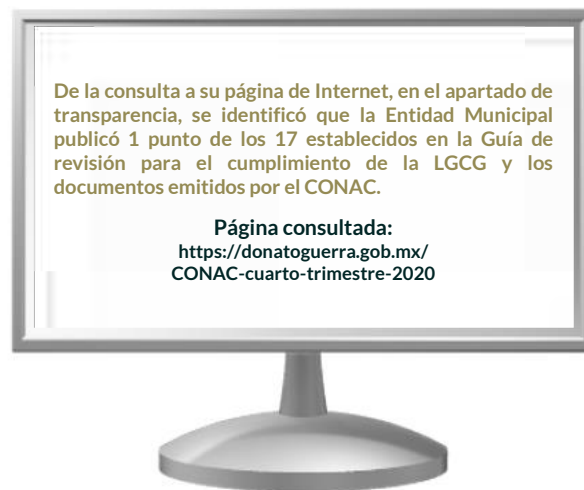 De la consulta a su página de Internet, en el apartado de
transparencia, se identificó que la Entidad Municipal
publicó 1 punto de los 17 establecidos en la Guía de
revisión para el cumplimiento de la LGCG y los
documentos emitidos por el CONAC.
Página consultada:
https://donatoguerra.gob.mx/
CONAC-cuarto-trimestre-2020